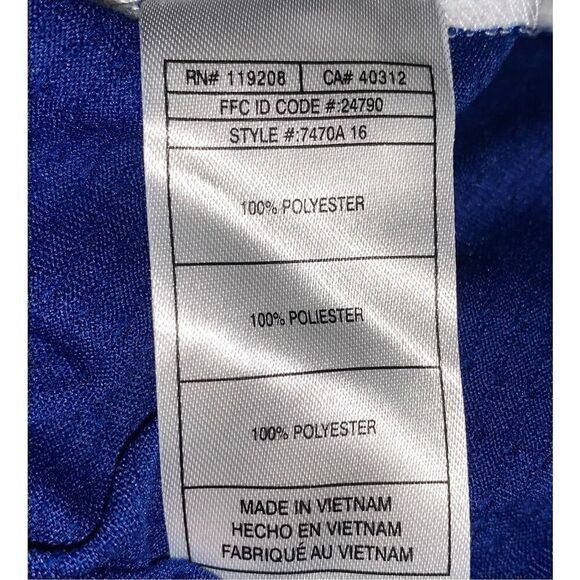 RN# 119208 CA# 40312
FFC ID CODE #:24790
STYLE #:7470A 16
100% POLYESTER
100% POLIESTER
100% POLYESTER
MADE IN VIETNAM
HECHO EN VIETNAM
FABRIQUÉ AU VIETNAM